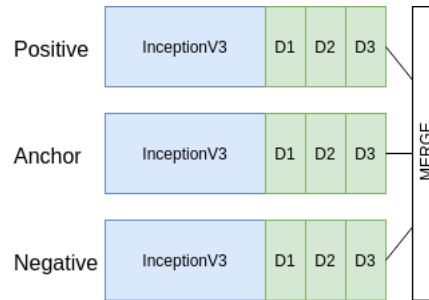 Positive
InceptionV3 D1 D2 D3
Anchor
InceptionV3 D1 D2 D3
Negative
InceptionV3 D1 D2 D3
MERGE